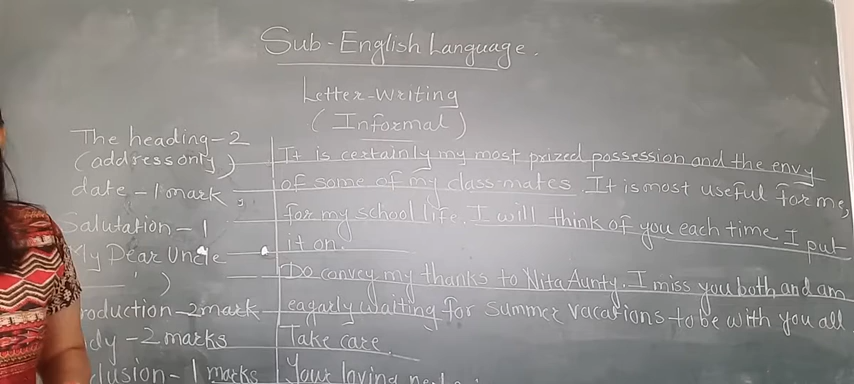 Sub - English Language.
Letter-Writing
(Informal)
The heading - 2
(address only)
date - 1 mark,
Salutation - 1
My Dear Uncle
)
roduction - 2 mark
dy - 2 marks
clusion - 1 marks
It is certainly my most prized possession and the envy
of some of my class-mates. It is most useful for me,
for my school life. I will think of you each time I put
it on.
Do convey my thanks to Nita Aunty. I miss you both and am
eagarly waiting for summer vacations to be with you all
Take care.
Your loving